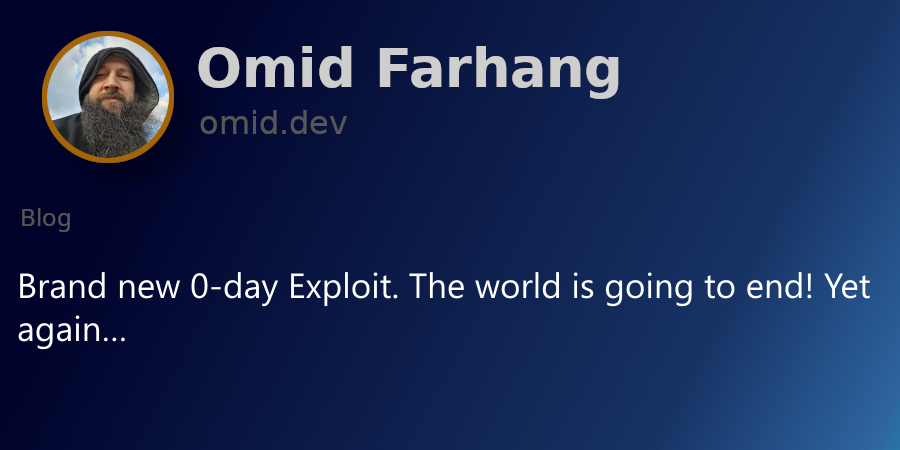 Omid Farhang
omid.dev
Blog
Brand new 0-day Exploit. The world is going to end! Yet
again...